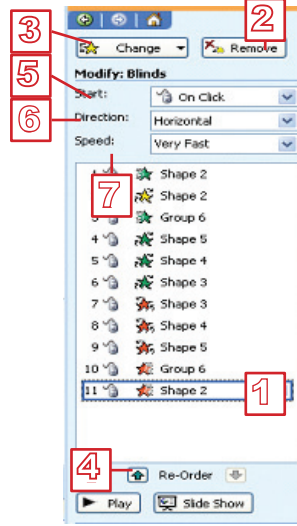 2
3 Change Remove
Modify: Blinds
5 Start: On Click
6 Direction: Horizontal
Speed: Very Fast
7
Shape 2
Shape 2
3 Group 6
4 Shape 5
5 Shape 4
6 Shape 3
7 Shape 3
8 Shape 4
9 Shape 5
10 Group 6
11 Shape 2
1
4 Re-Order
Play Slide Show